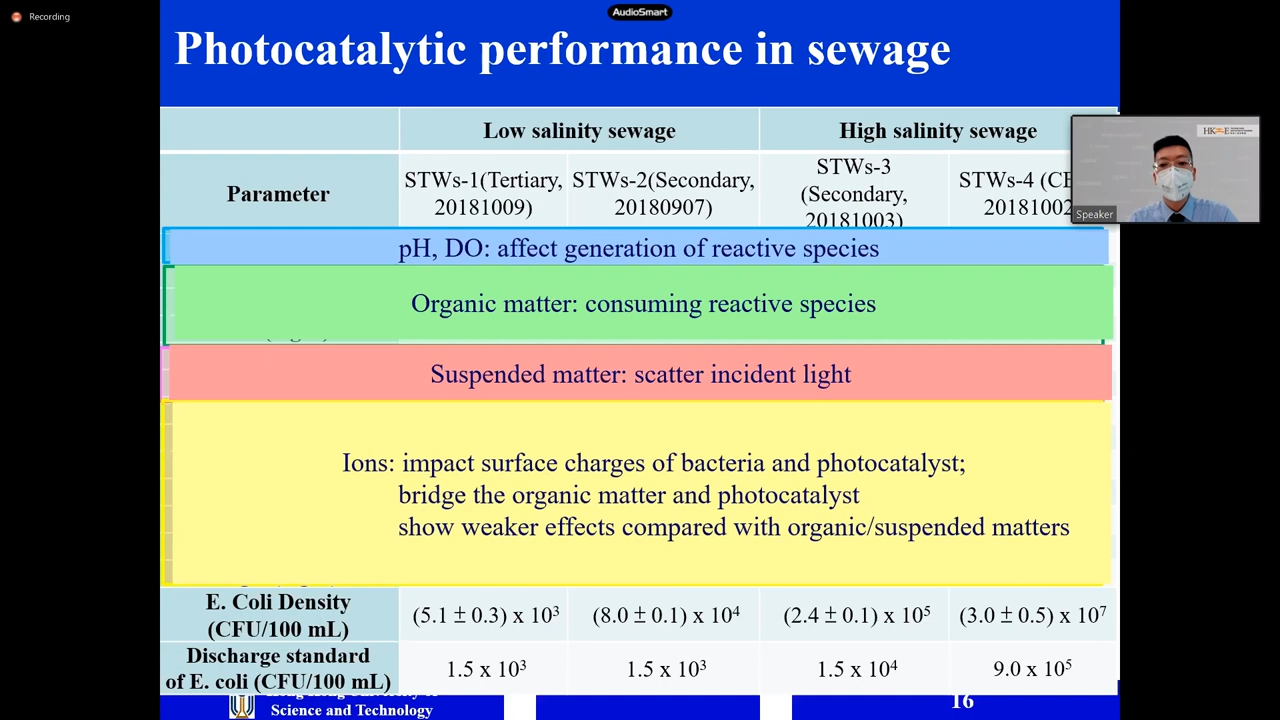 Recording
AudioSmart
Photocatalytic performance in sewage
Low salinity sewage
High salinity sewage
Parameter
STWs-1(Tertiary,
20181009)
STWs-2(Secondary,
20180907)
STWs-3
(Secondary,
20181003)
STWs-4 (CE
20181002
Speaker
pH, DO: affect generation of reactive species
Organic matter: consuming reactive species
Suspended matter: scatter incident light
Ions: impact surface charges of bacteria and photocatalyst;
bridge the organic matter and photocatalyst
show weaker effects compared with organic/suspended matters
E. Coli Density
(CFU/100 mL)
(5.1 ± 0.3) x 10³
(8.0 ± 0.1) x 10⁴
(2.4 ± 0.1) x 10⁵
(3.0 ± 0.5) x 10⁷
Discharge standard
of E. coli (CFU/100 mL)
1.5 x 10³
1.5 x 10³
1.5 x 10⁴
9.0 x 10⁵
Science and Technology
16